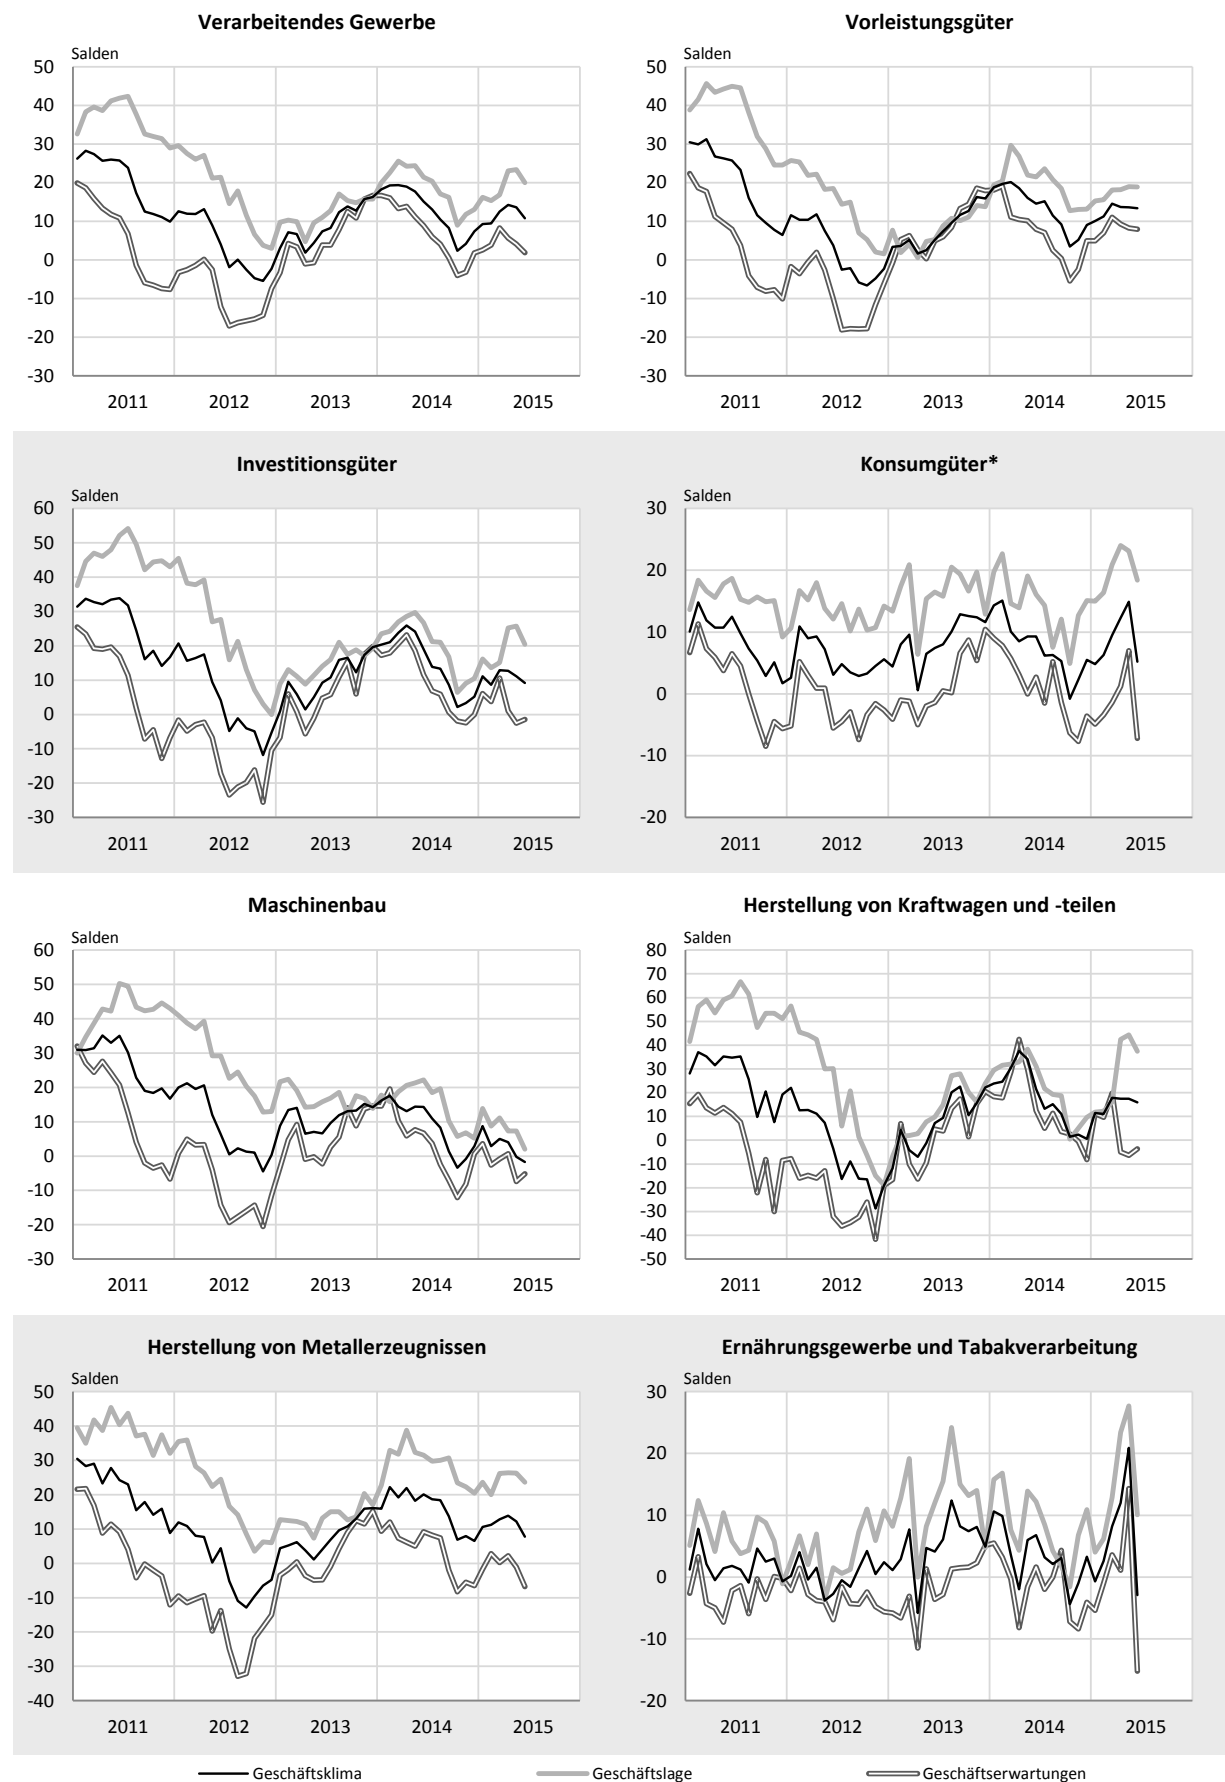 Verarbeitendes Gewerbe
Salden
50
40
30
20
10
0
-10
-20
-30
2011 2012 2013 2014 2015
Vorleistungsgüter
Salden
50
40
30
20
10
0
-10
-20
-30
2011 2012 2013 2014 2015
Investitionsgüter
Salden
60
50
40
30
20
10
0
-10
-20
-30
2011 2012 2013 2014 2015
Konsumgüter*
Salden
30
20
10
0
-10
-20
2011 2012 2013 2014 2015
Maschinenbau
Salden
60
50
40
30
20
10
0
-10
-20
-30
2011 2012 2013 2014 2015
Herstellung von Kraftwagen und -teilen
Salden
80
70
60
50
40
30
20
10
0
-10
-20
-30
-40
-50
2011 2012 2013 2014 2015
Herstellung von Metallerzeugnissen
Salden
50
40
30
20
10
0
-10
-20
-30
-40
2011 2012 2013 2014 2015
Ernährungsgewerbe und Tabakverarbeitung
Salden
30
20
10
0
-10
-20
2011 2012 2013 2014 2015
Geschäftsklima Geschäftslage Geschäftserwartungen